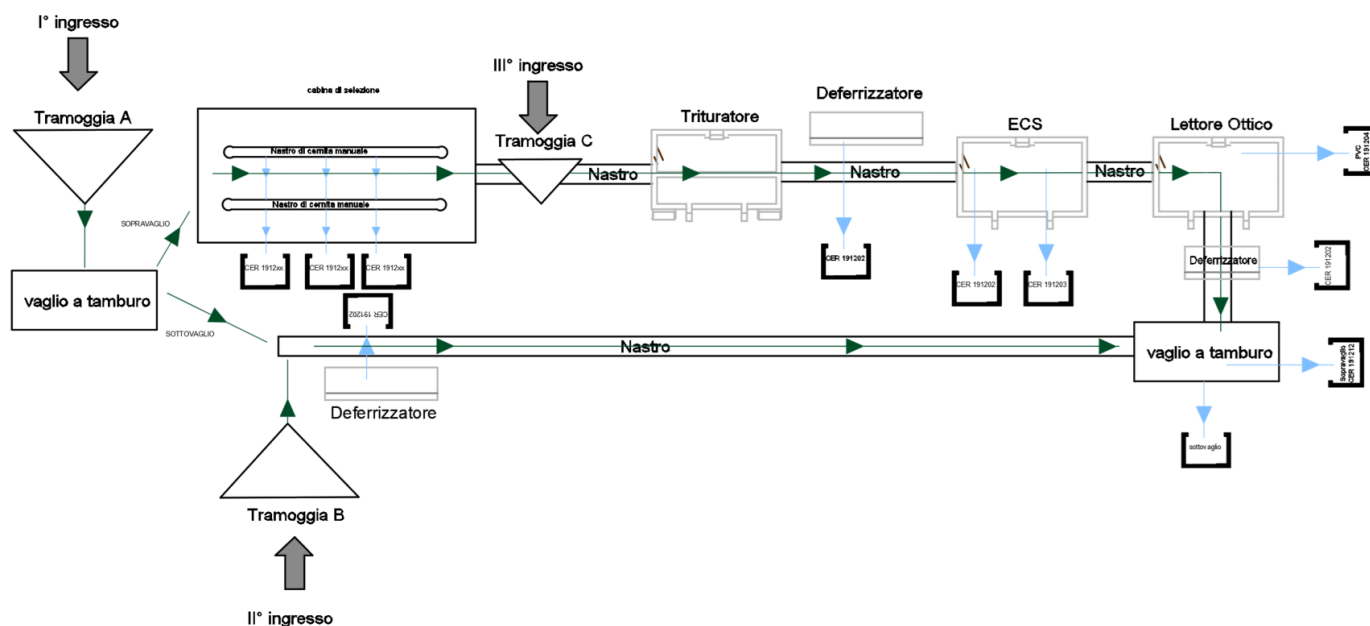 I° ingresso
Tramoggia A
SOPRAVAGLIO
vaglio a tamburo
SOTTOVAGLIO
cabina di selezione
Nastro di cernita manuale
Nastro di cernita manuale
CER 1912xx
CER 1912xx
CER 1912xx
III° ingresso
Tramoggia C
Nastro
Trituratore
Deferrizzatore
Nastro
CER 191202
ECS
CER 191202
CER 191203
Nastro
Lettore Ottico
PVC
CER 191204
Deferrizzatore
CER 191202
CER
191202
Nastro
Deferrizzatore
vaglio a tamburo
Sopravaglio
CER 191212
sottovaglio
Tramoggia B
II° ingresso